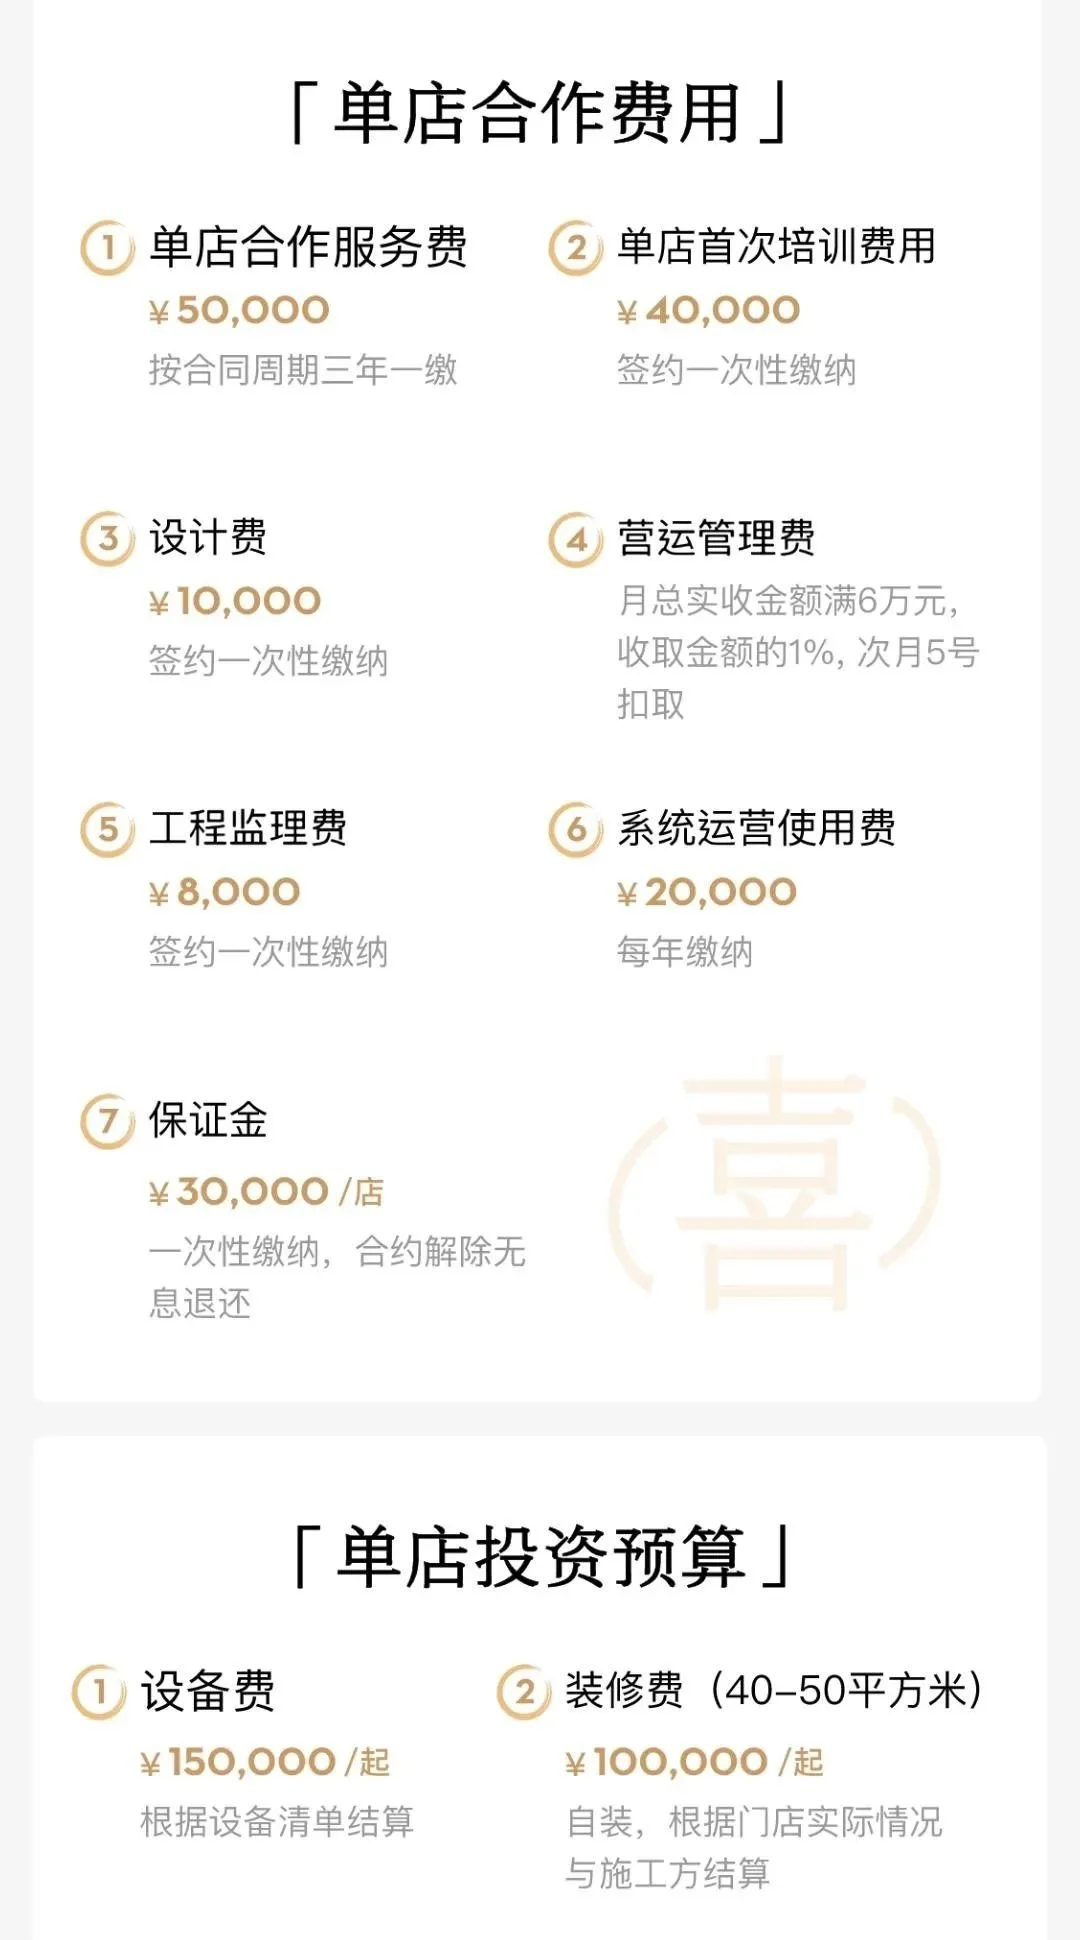 「单店合作费用」
1 单店合作服务费
¥50,000
按合同周期三年一缴
2 单店首次培训费用
¥40,000
签约一次性缴纳
3 设计费
¥10,000
签约一次性缴纳
4 营运管理费
月总实收金额满6万元，
收取金额的1%，次月5号
扣取
5 工程监理费
¥8,000
签约一次性缴纳
6 系统运营使用费
¥20,000
每年缴纳
7 保证金
¥30,000 /店
一次性缴纳，合约解除无
息退还
喜
「单店投资预算」
1 设备费
¥150,000 /起
根据设备清单结算
2 装修费（40-50平方米）
¥100,000 /起
自装，根据门店实际情况
与施工方结算